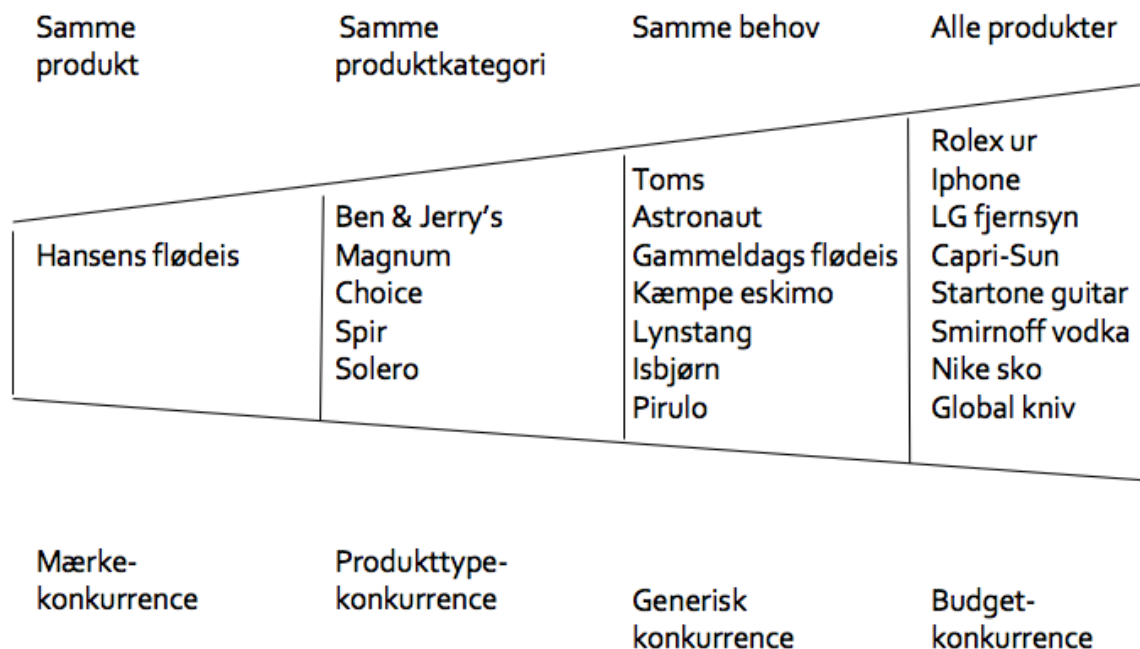 Samme
produkt
Samme
produktkategori
Samme behov
Alle produkter
Hansens flødeis
Ben & Jerry's
Magnum
Choice
Spir
Solero
Toms
Astronaut
Gammeldags flødeis
Kæmpe eskimo
Lynstang
Isbjørn
Pirulo
Rolex ur
Iphone
LG fjernsyn
Capri-Sun
Startone guitar
Smirnoff vodka
Nike sko
Global kniv
Mærke-
konkurrence
Produkttype-
konkurrence
Generisk
konkurrence
Budget-
konkurrence